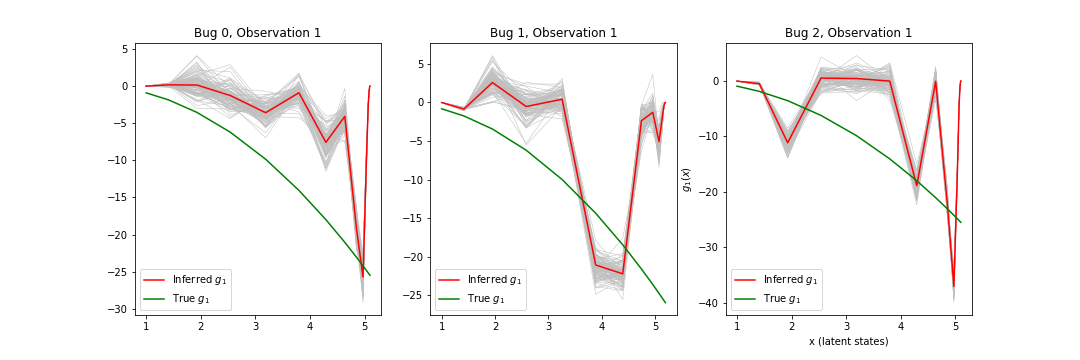 Bug 0, Observation 1
5
0
−5
−10
−15
−20
−25
−30
1 2 3 4 5
Inferred g₁
True g₁
Bug 1, Observation 1
5
0
−5
−10
−15
−20
−25
1 2 3 4 5
Inferred g₁
True g₁
Bug 2, Observation 1
g₁(x)
0
−10
−20
−30
−40
1 2 3 4 5
x (latent states)
Inferred g₁
True g₁